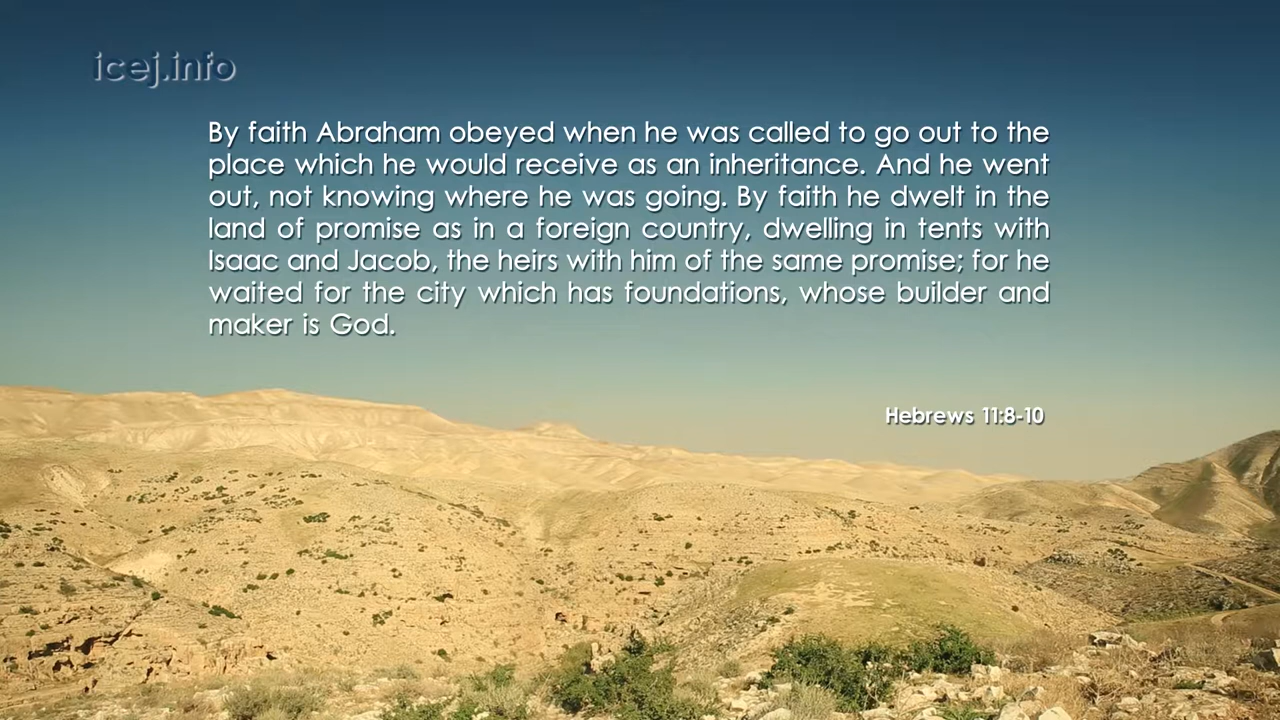 icej.info
By faith Abraham obeyed when he was called to go out to the
place which he would receive as an inheritance. And he went
out, not knowing where he was going. By faith he dwelt in the
land of promise as in a foreign country, dwelling in tents with
Isaac and Jacob, the heirs with him of the same promise; for he
waited for the city which has foundations, whose builder and
maker is God.
Hebrews 11:8-10